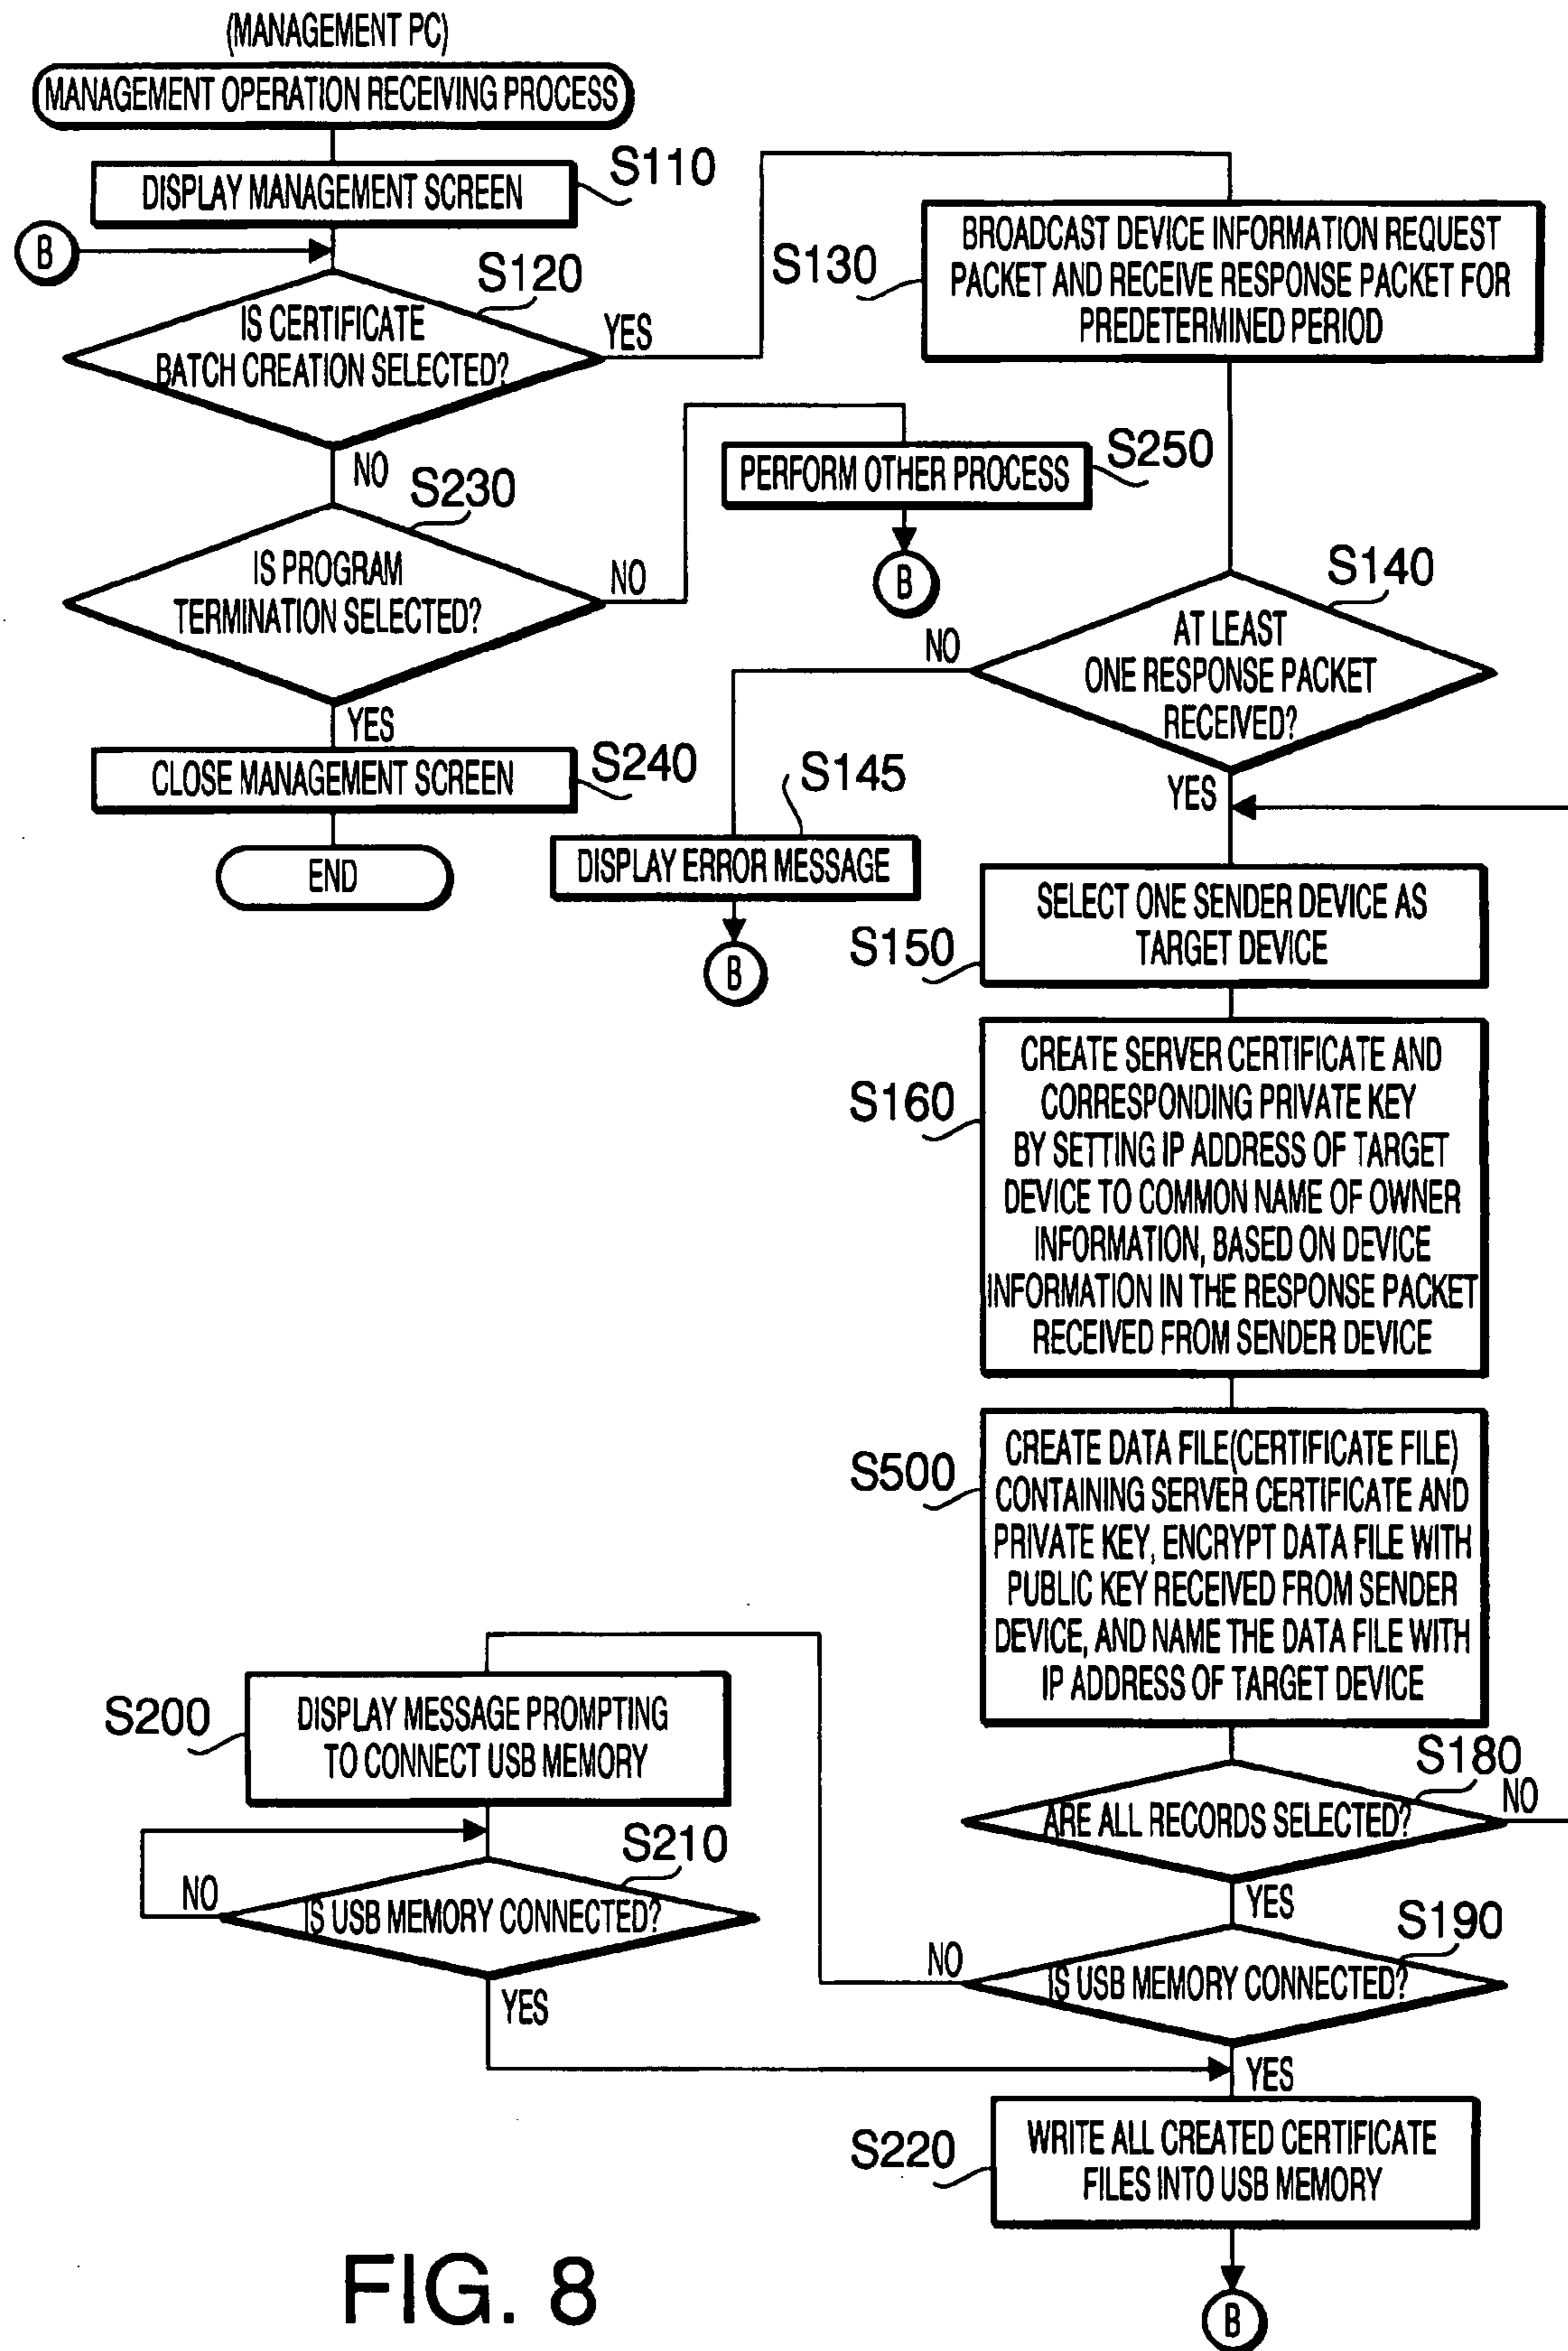 (MANAGEMENT PC)
MANAGEMENT OPERATION RECEIVING PROCESS
DISPLAY MANAGEMENT SCREEN
S110
B
IS CERTIFICATE
BATCH CREATION SELECTED?
S120
YES
NO
BROADCAST DEVICE INFORMATION REQUEST
PACKET AND RECEIVE RESPONSE PACKET FOR
PREDETERMINED PERIOD
S130
IS PROGRAM
TERMINATION SELECTED?
S230
NO
YES
PERFORM OTHER PROCESS
S250
B
CLOSE MANAGEMENT SCREEN
S240
END
AT LEAST
ONE RESPONSE PACKET
RECEIVED?
S140
NO
YES
S145
DISPLAY ERROR MESSAGE
B
SELECT ONE SENDER DEVICE AS
TARGET DEVICE
S150
CREATE SERVER CERTIFICATE AND
CORRESPONDING PRIVATE KEY
BY SETTING IP ADDRESS OF TARGET
DEVICE TO COMMON NAME OF OWNER
INFORMATION, BASED ON DEVICE
INFORMATION IN THE RESPONSE PACKET
RECEIVED FROM SENDER DEVICE
S160
CREATE DATA FILE(CERTIFICATE FILE)
CONTAINING SERVER CERTIFICATE AND
PRIVATE KEY, ENCRYPT DATA FILE WITH
PUBLIC KEY RECEIVED FROM SENDER
DEVICE, AND NAME THE DATA FILE WITH
IP ADDRESS OF TARGET DEVICE
S500
ARE ALL RECORDS SELECTED?
S180
NO
YES
IS USB MEMORY CONNECTED?
S190
NO
YES
DISPLAY MESSAGE PROMPTING
TO CONNECT USB MEMORY
S200
IS USB MEMORY CONNECTED?
S210
NO
YES
WRITE ALL CREATED CERTIFICATE
FILES INTO USB MEMORY
S220
B
FIG. 8